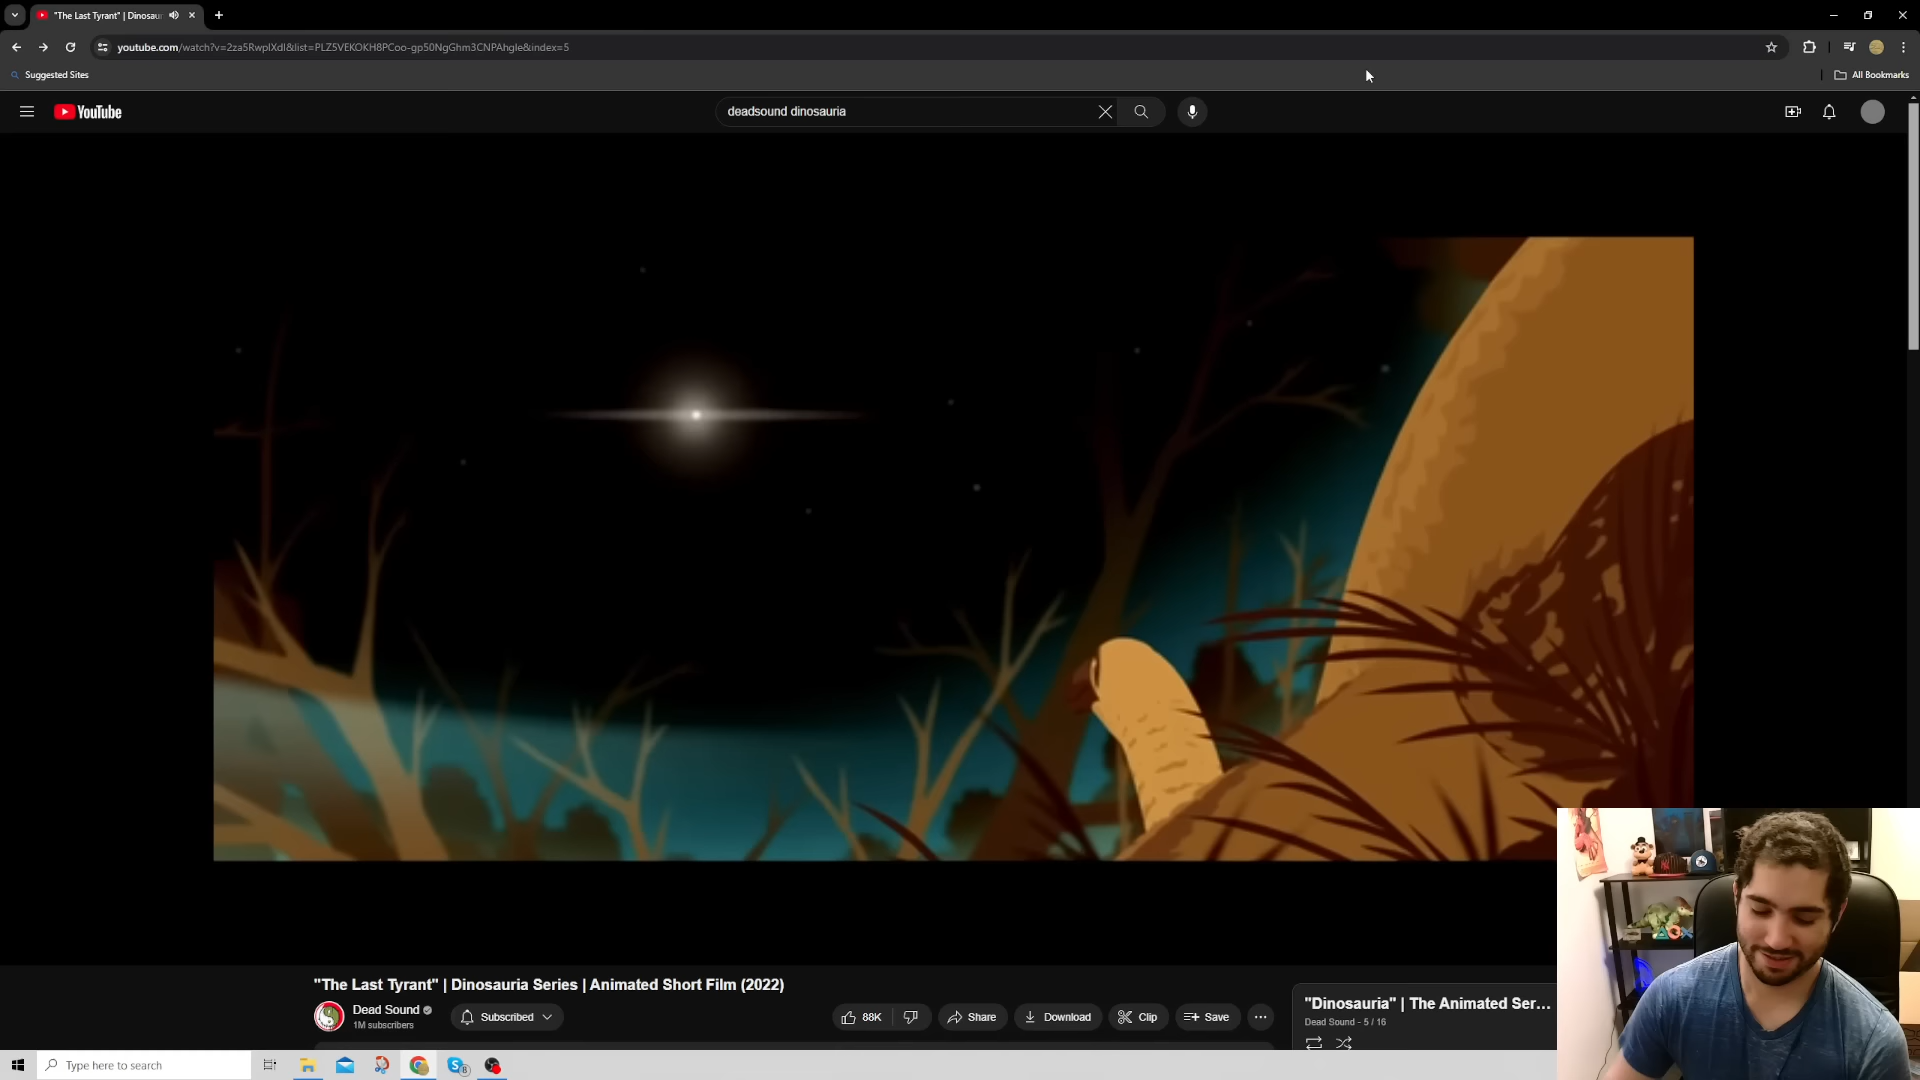 "The Last Tyrant" | Dinosau
youtube.com/watch?v=2za5RwplXdI&list=PLZ5VEKOKH8PCoo-gp50NgGhm3CNPAhgle&index=5
Suggested Sites
All Bookmarks
YouTube
deadsound dinosauria
"The Last Tyrant" | Dinosauria Series | Animated Short Film (2022)
Dead Sound
1M subscribers
Subscribed
88K
Share
Download
Clip
Save
"Dinosauria" | The Animated Ser...
Dead Sound - 5 / 16
Type here to search